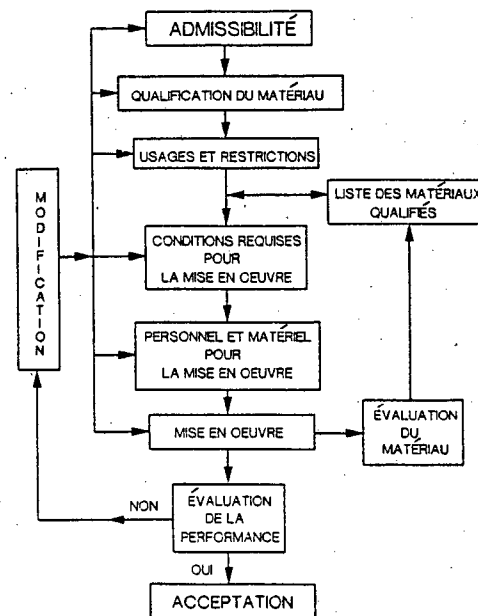 ADMISSIBILITÉ
QUALIFICATION DU MATÉRIAU
USAGES ET RESTRICTIONS
LISTE DES MATÉRIAUX
QUALIFIÉS
MODIFICATION
CONDITIONS REQUISES
POUR
LA MISE EN OEUVRE
PERSONNEL ET MATÉRIEL
POUR
LA MISE EN OEUVRE
MISE EN OEUVRE
ÉVALUATION
DU
MATÉRIAU
NON
ÉVALUATION
DE LA
PERFORMANCE
OUI
ACCEPTATION